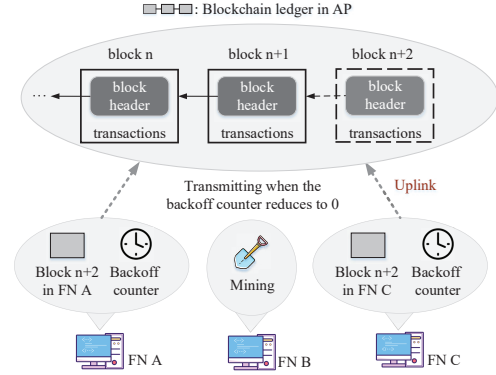 : Blockchain ledger in AP
block n
block n+1
block n+2
block
header
block
header
block
header
...
transactions
transactions
transactions
Transmitting when the
backoff counter reduces to 0
Uplink
Block n+2
in FN A
Backoff
counter
Mining
Block n+2
in FN C
Backoff
counter
FN A
FN B
FN C